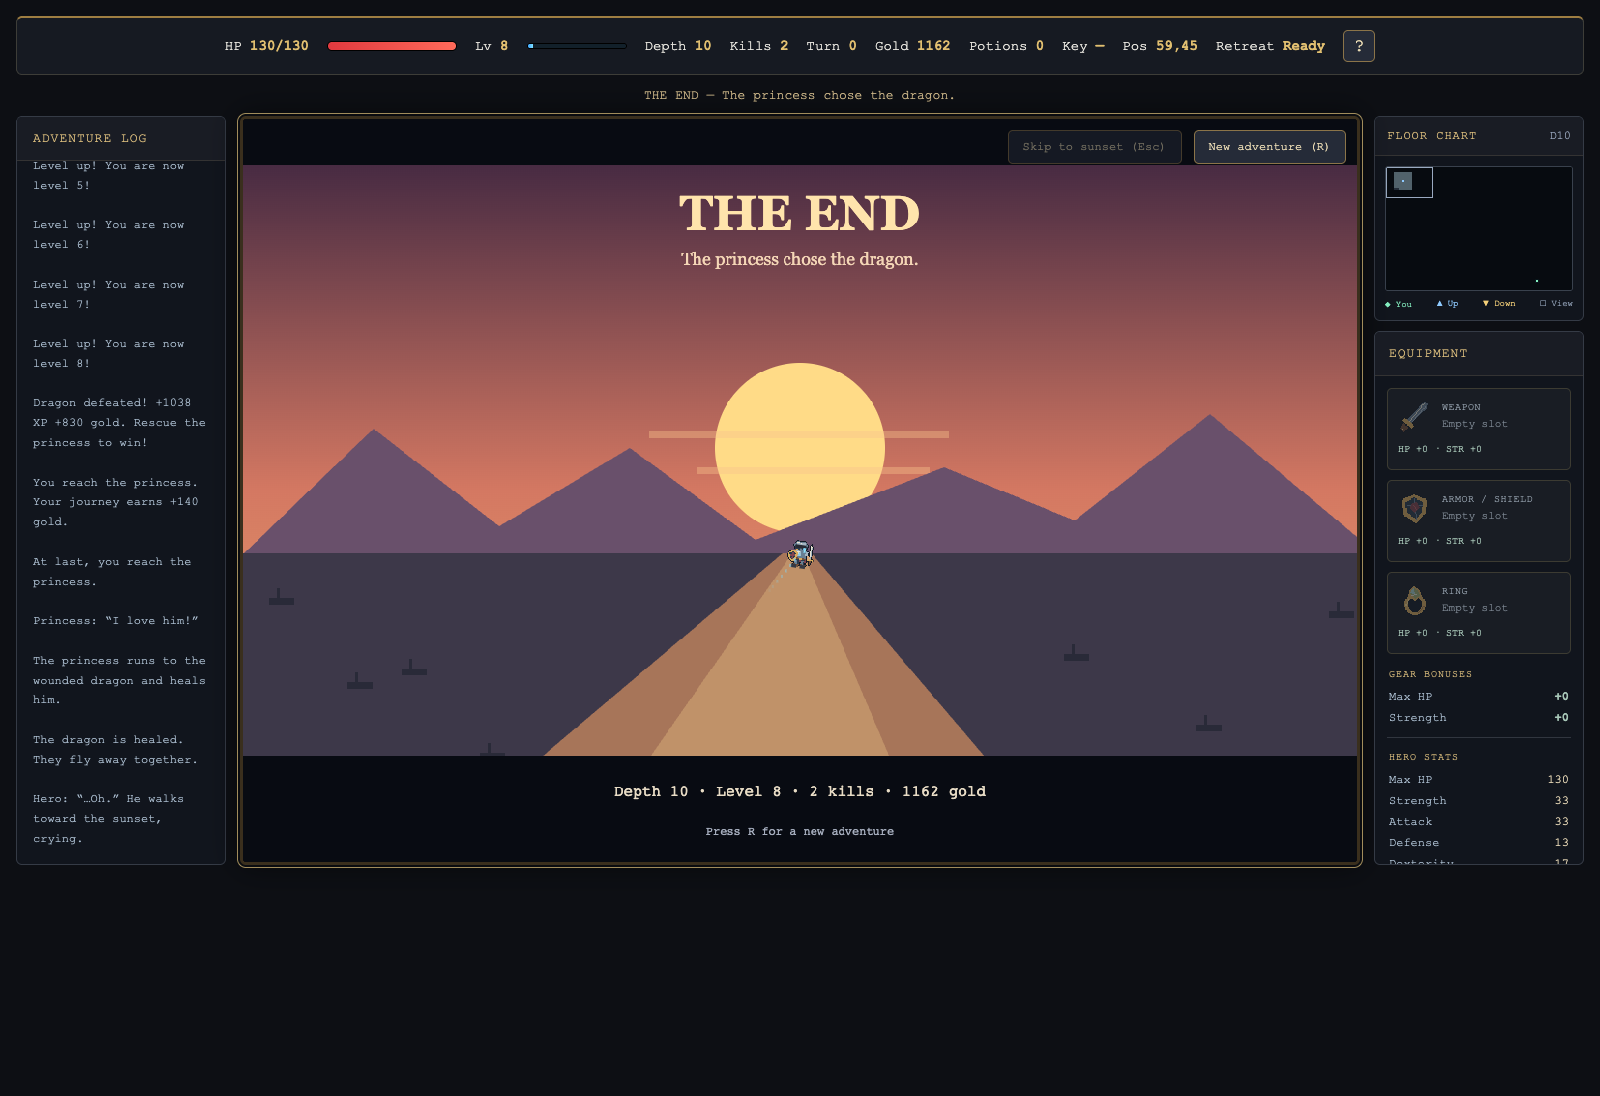 HP 130/130 Lv 8 Depth 10 Kills 2 Turn 0 Gold 1162 Potions 0 Key — Pos 59,45 Retreat Ready ?
THE END — The princess chose the dragon.
ADVENTURE LOG
Level up! You are now
level 5!
Level up! You are now
level 6!
Level up! You are now
level 7!
Level up! You are now
level 8!
Dragon defeated! +1038
XP +830 gold. Rescue the
princess to win!
You reach the princess.
Your journey earns +140
gold.
At last, you reach the
princess.
Princess: “I love him!”
The princess runs to the
wounded dragon and heals
him.
The dragon is healed.
They fly away together.
Hero: “…Oh.” He walks
toward the sunset,
crying.
Skip to sunset (Esc)
New adventure (R)
THE END
The princess chose the dragon.
Depth 10 · Level 8 · 2 kills · 1162 gold
Press R for a new adventure
FLOOR CHART D10
◆ You ▲ Up ▼ Down □ View
EQUIPMENT
WEAPON
Empty slot
HP +0 · STR +0
ARMOR / SHIELD
Empty slot
HP +0 · STR +0
RING
Empty slot
HP +0 · STR +0
GEAR BONUSES
Max HP +0
Strength +0
HERO STATS
Max HP 130
Strength 33
Attack 33
Defense 13
Dexterity 17